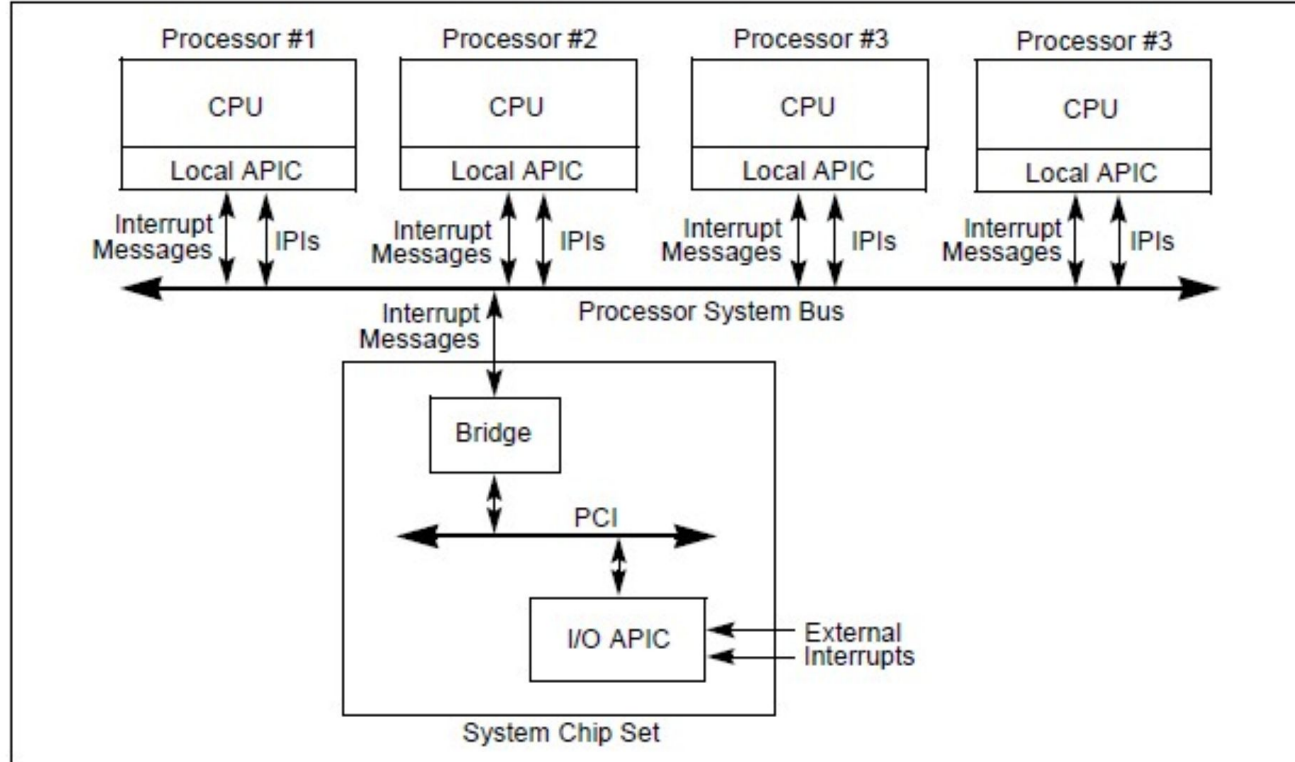 Processor #1
Processor #2
Processor #3
Processor #3
CPU
CPU
CPU
CPU
Local APIC
Local APIC
Local APIC
Local APIC
Interrupt
Messages
IPIs
Interrupt
Messages
IPIs
Interrupt
Messages
IPIs
Interrupt
Messages
IPIs
Processor System Bus
Interrupt
Messages
Bridge
PCI
I/O APIC
External
Interrupts
System Chip Set